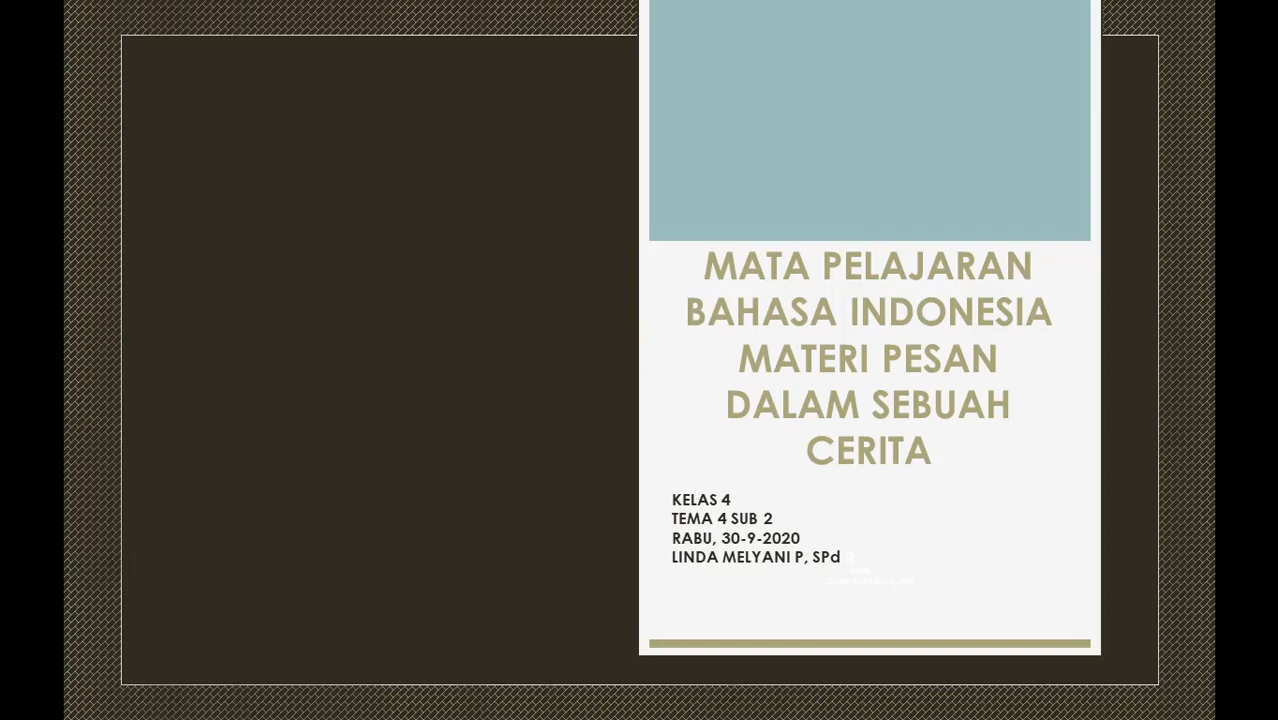 MATA PELAJARAN
BAHASA INDONESIA
MATERI PESAN
DALAM SEBUAH
CERITA
KELAS 4
TEMA 4 SUB 2
RABU, 30-9-2020
LINDA MELYANI P, SPd